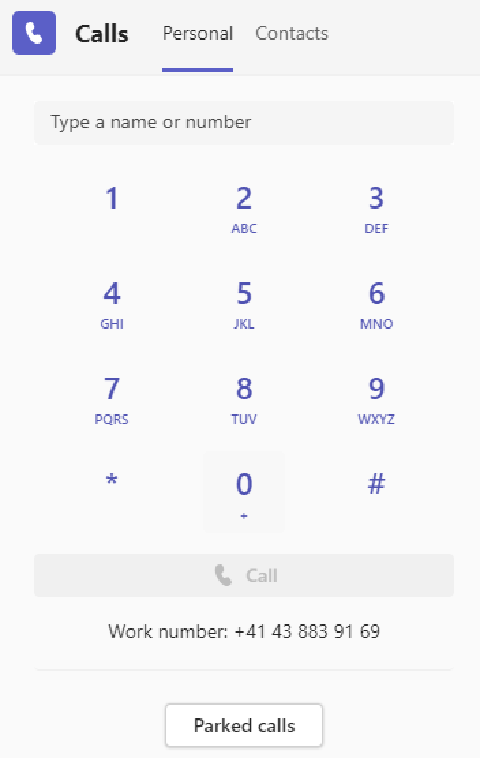 Calls Personal Contacts
Type a name or number
1 2 3
ABC DEF
4 5 6
GHI JKL MNO
7 8 9
PQRS TUV WXYZ
* 0 #
+
Call
Work number: +41 43 883 91 69
Parked calls